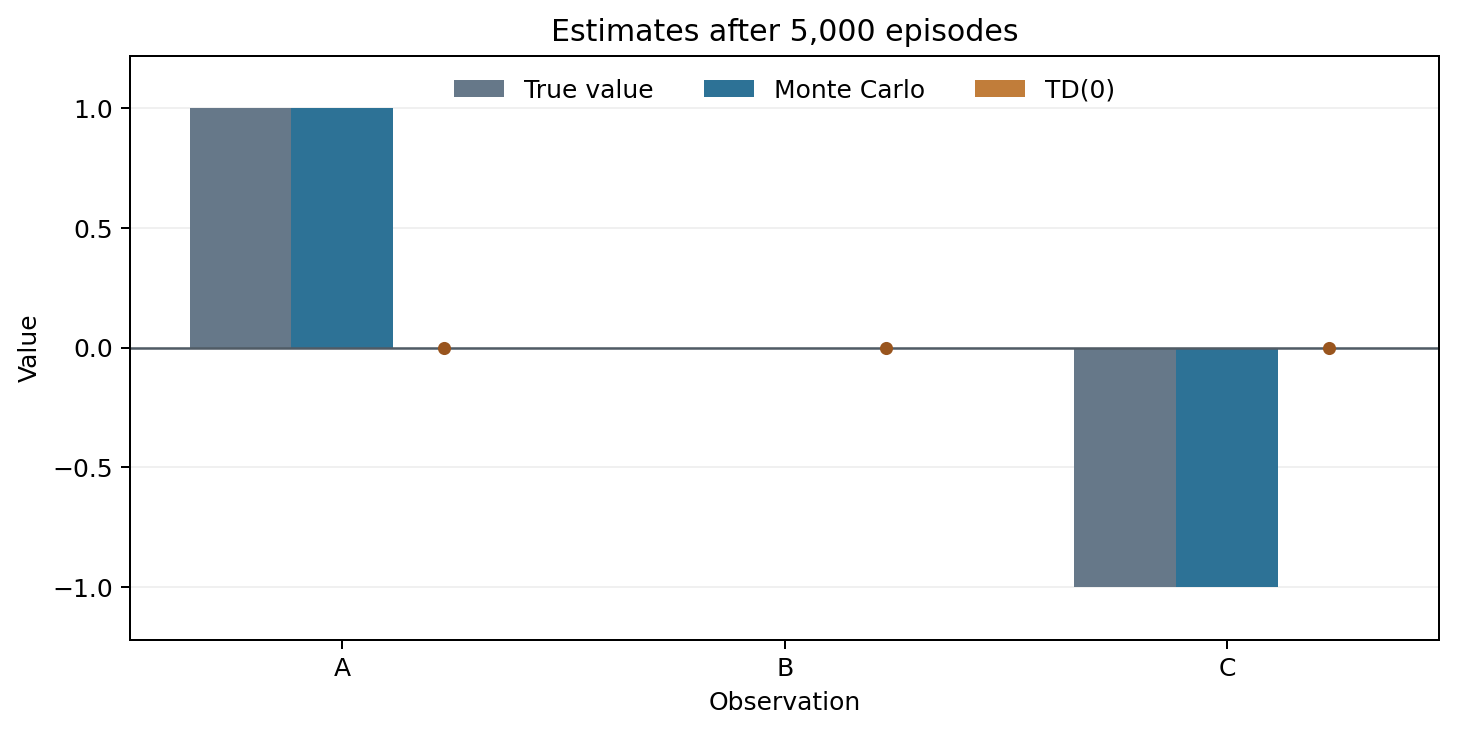 Estimates after 5,000 episodes
True value
Monte Carlo
TD(0)
1.0
0.5
0.0
−0.5
−1.0
Value
A
B
C
Observation